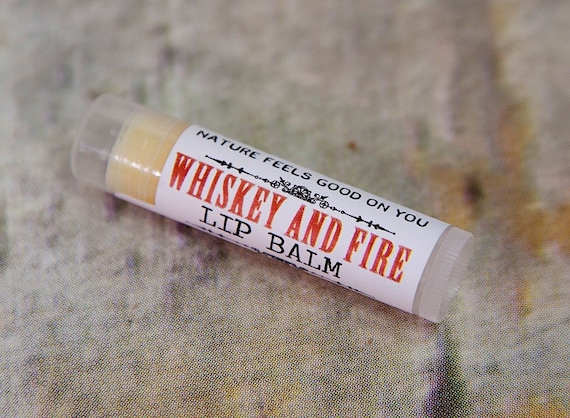 NATURE FEELS GOOD ON YOU
WHISKEY AND FIRE
LIP BALM